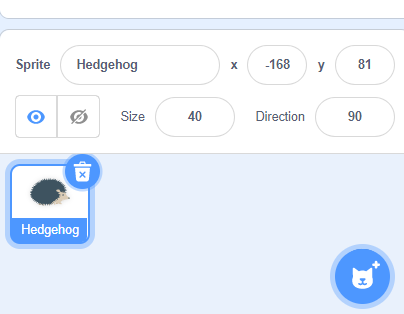 Sprite Hedgehog x -168 y 81
Size 40 Direction 90
Hedgehog